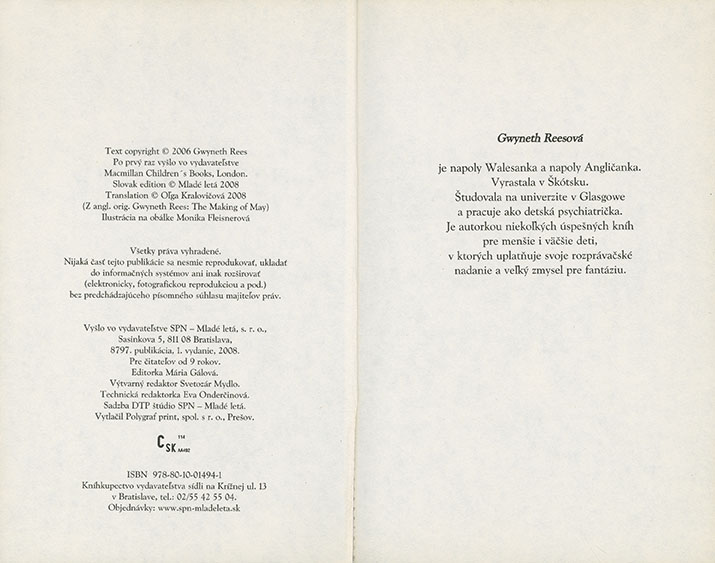 Text copyright © 2006 Gwyneth Rees
Po prvý raz vyšlo vo vydavateľstve
Macmillan Children´s Books, London.
Slovak edition © Mladé letá 2008
Translation © Oľga Kralovičová 2008
(Z angl. orig. Gwyneth Rees: The Making of May)
Ilustrácia na obálke Monika Fleisnerová
Všetky práva vyhradené.
Nijaká časť tejto publikácie sa nesmie reprodukovať, ukladať
do informačných systémov ani inak rozširovať
(elektronicky, fotografickou reprodukciou a pod.)
bez predchádzajúceho písomného súhlasu majiteľov práv.
Vyšlo vo vydavateľstve SPN – Mladé letá, s. r. o.,
Sasinkova 5, 811 08 Bratislava,
8797. publikácia, 1. vydanie, 2008.
Pre čitateľov od 9 rokov.
Editorka Mária Gálová.
Výtvarný redaktor Svetozár Mydlo.
Technická redaktorka Eva Onderčinová.
Sadzba DTP štúdio SPN – Mladé letá.
Vytlačil Polygraf print, spol. s r. o., Prešov.
CSK 114 AA492
ISBN 978-80-10-01494-1
Kníhkupectvo vydavateľstva sídli na Krížnej ul. 13
v Bratislave, tel.: 02/55 42 55 04.
Objednávky: www.spn-mladeleta.sk
Gwyneth Reesová
je napoly Walesanka a napoly Angličanka.
Vyrastala v Škótsku.
Študovala na univerzite v Glasgowe
a pracuje ako detská psychiatrička.
Je autorkou niekoľkých úspešných kníh
pre menšie i väčšie deti,
v ktorých uplatňuje svoje rozprávačské
nadanie a veľký zmysel pre fantáziu.